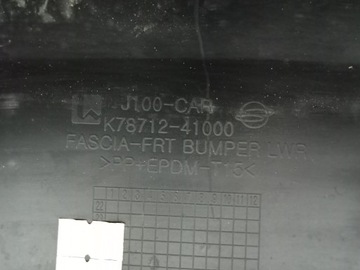 J100-CAR
K78712-41000
FASCIA-FRT BUMPER LWR
>PP+EPDM-T15<